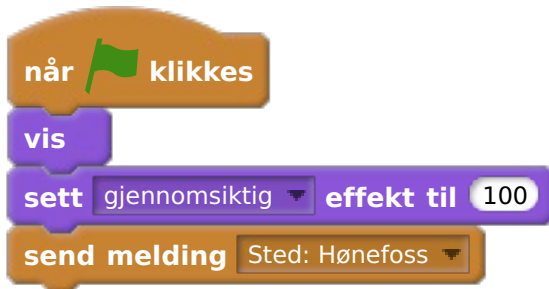 når klikkes
vis
sett gjennomsiktig effekt til 100
send melding Sted: Hønefoss